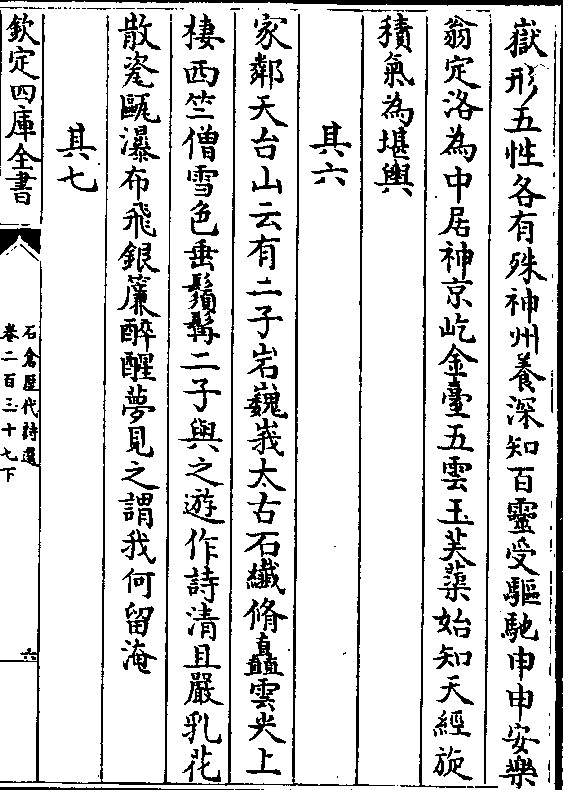 嶽形五性各有殊神州養深知百靈受驅馳申申安樂
翁定洛為中居神京屹金臺五雲玉芙蕖始知天經旋
積氣為堪輿
其六
家鄰天台山云有二子岩巍峩太古石纖脩矗雲尖上
棲西竺僧雪色垂鬚髯二子與之遊作詩清且嚴乳花
散瓷甌瀑布飛銀簾醉醒夢見之謂我何留淹
其七
欽定四庫全書
石倉歷代詩選
卷二百三十七下
六